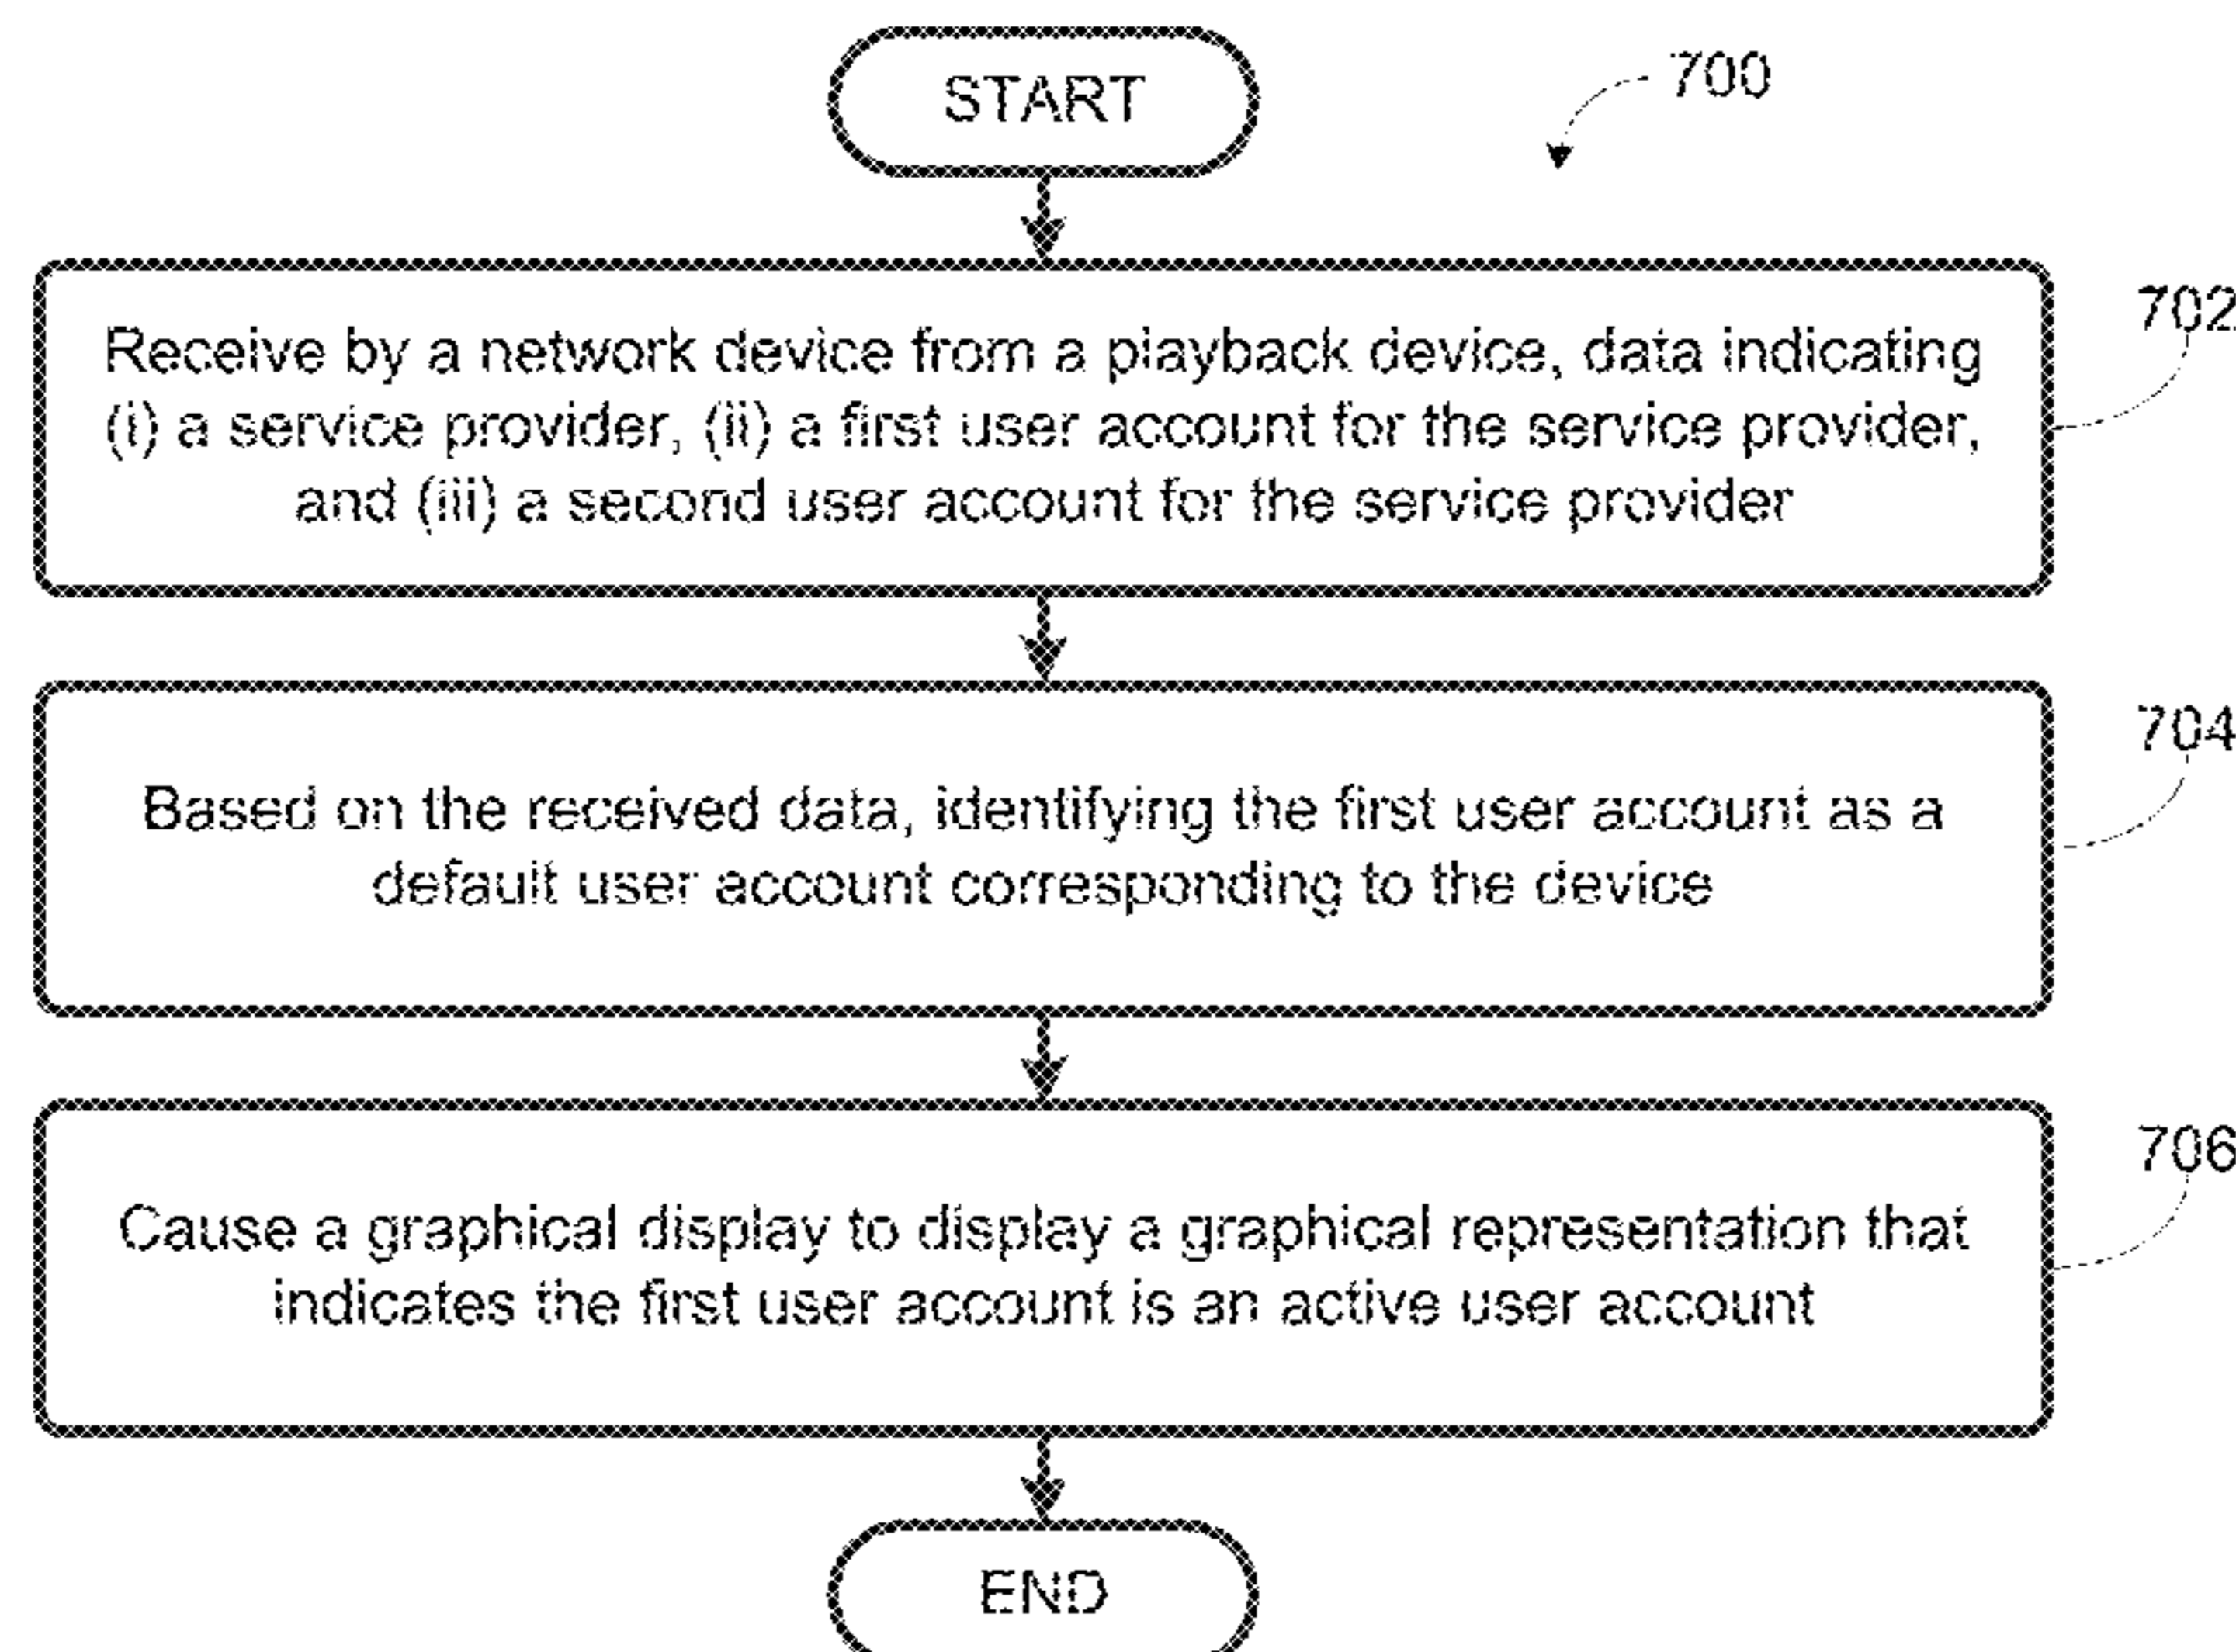 START
700
Receive by a network device from a playback device, data indicating
(i) a service provider, (ii) a first user account for the service provider,
and (iii) a second user account for the service provider
702
Based on the received data, identifying the first user account as a
default user account corresponding to the device
704
Cause a graphical display to display a graphical representation that
indicates the first user account is an active user account
706
END